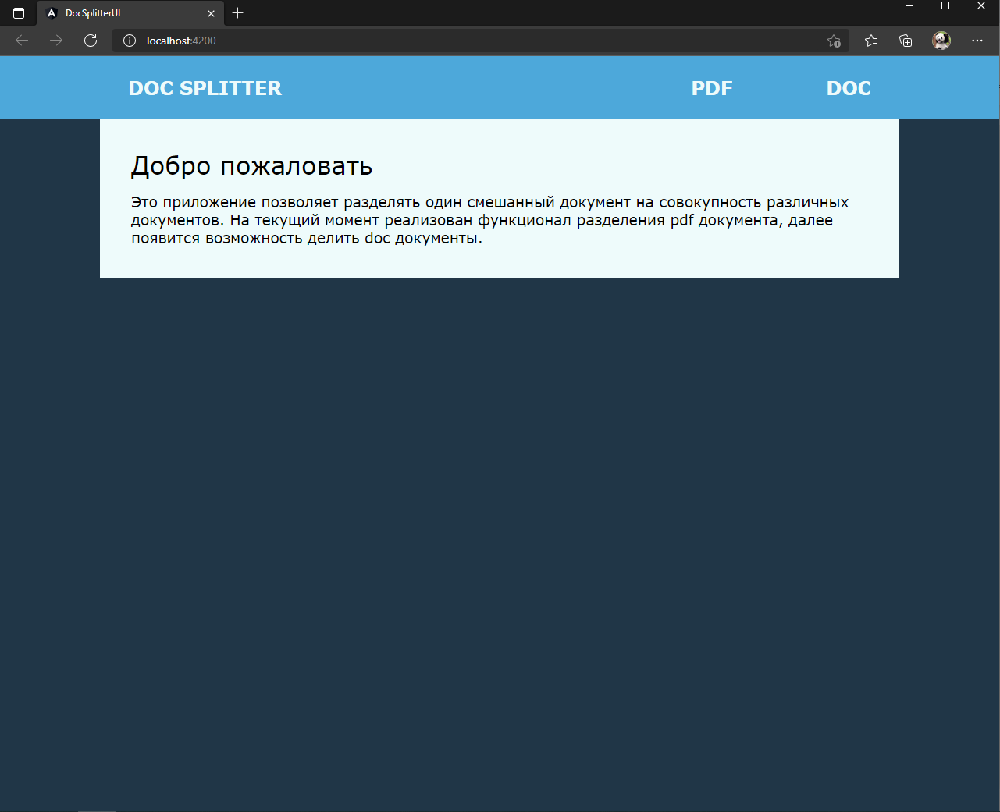 DocSplitterUI
localhost:4200
DOC SPLITTER
PDF
DOC
Добро пожаловать
Это приложение позволяет разделять один смешанный документ на совокупность различных
документов. На текущий момент реализован функционал разделения pdf документа, далее
появится возможность делить doc документы.